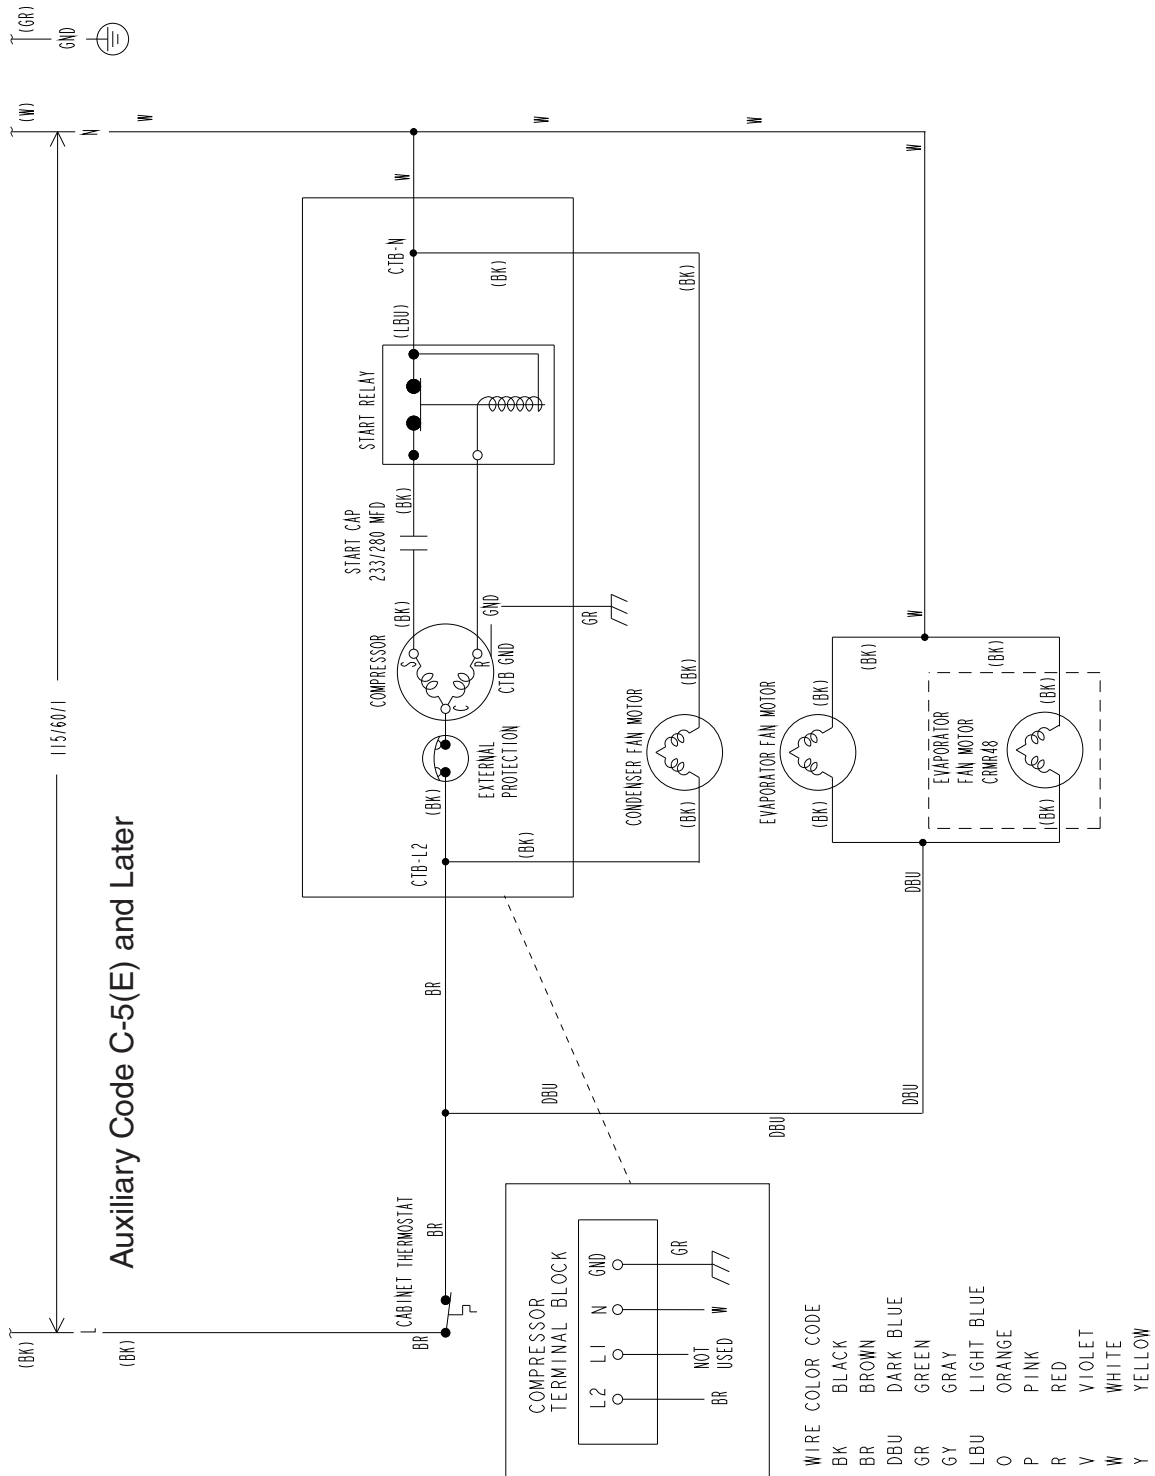 Auxiliary Code C-5(E) and Later
(BK)
L
115/60/1
N
(W)
(GR)
GND
(BK)
W
CABINET THERMOSTAT
BR
BR
BR
CTB-L2
(BK)
EXTERNAL
PROTECTION
COMPRESSOR
C
S
R
(BK)
START CAP
233/280 MFD
(BK)
START RELAY
(LBU)
CTB-N
W
W
W
W
CTB GND
GND
GR
(BK)
(BK)
CONDENSER FAN MOTOR
(BK)
(BK)
(BK)
DBU
DBU
DBU
DBU
EVAPORATOR FAN MOTOR
(BK)
(BK)
(BK)
W
EVAPORATOR
FAN MOTOR
CRMR48
(BK)
(BK)
(BK)
COMPRESSOR
TERMINAL BLOCK
L2 L1 N GND
BR
NOT
USED
W
GR
WIRE COLOR CODE
BK BLACK
BR BROWN
DBU DARK BLUE
GR GREEN
GY GRAY
LBU LIGHT BLUE
O ORANGE
P PINK
R RED
V VIOLET
W WHITE
Y YELLOW